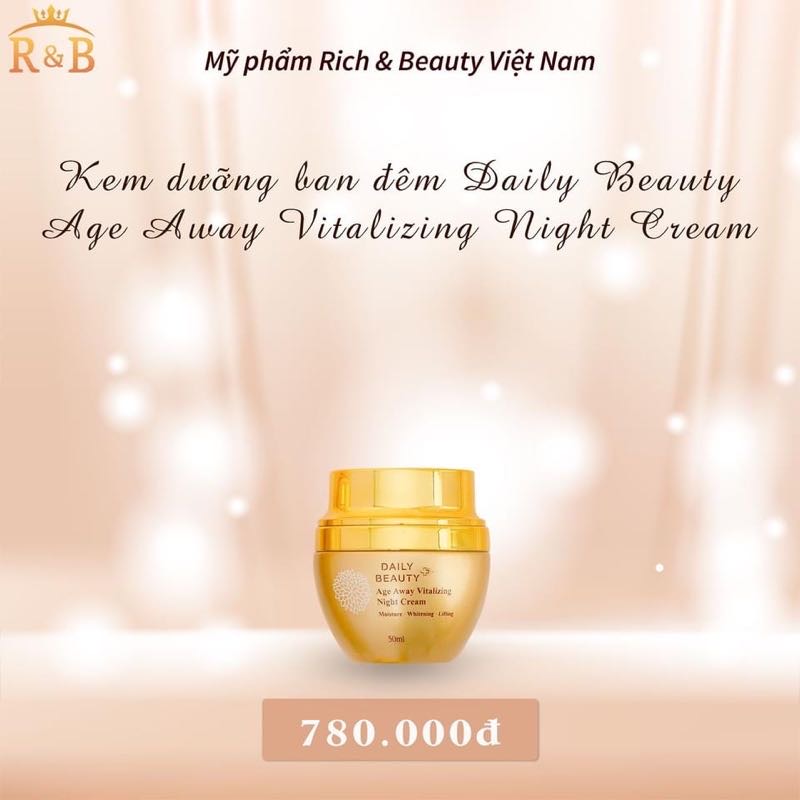 R&B
Mỹ phẩm Rich & Beauty Việt Nam
Kem dưỡng ban đêm Daily Beauty
Age Away Vitalizing Night Cream
DAILY
BEAUTY
Age Away Vitalizing
Night Cream
Moisture · Whitening · Lifting
50ml
780.000đ